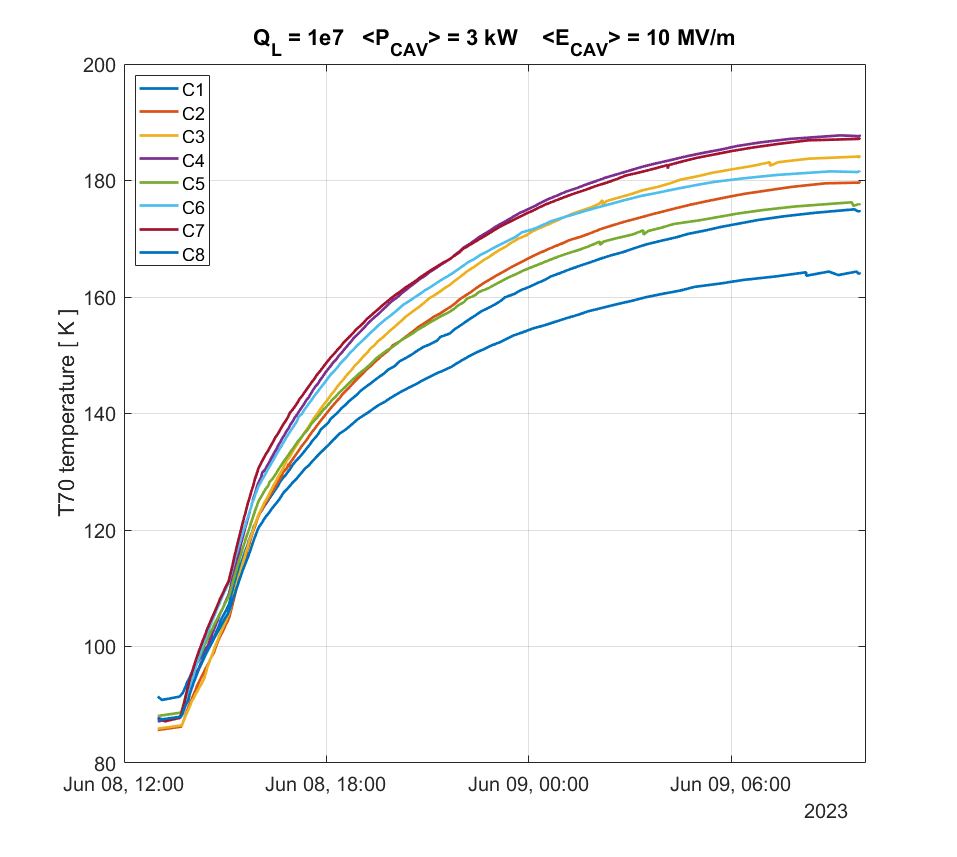 Q_L = 1e7 <P_CAV> = 3 kW <E_CAV> = 10 MV/m
200
180
160
140
120
100
80
T70 temperature [ K ]
C1
C2
C3
C4
C5
C6
C7
C8
Jun 08, 12:00 Jun 08, 18:00 Jun 09, 00:00 Jun 09, 06:00
2023